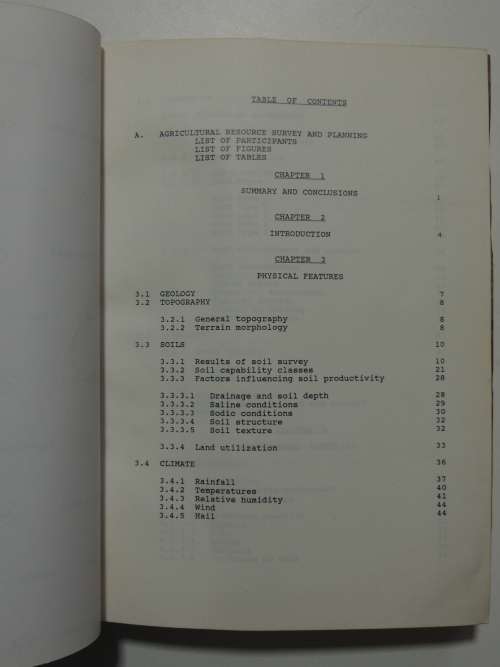 TABLE OF CONTENTS
A. AGRICULTURAL RESOURCE SURVEY AND PLANNING
LIST OF PARTICIPANTS
LIST OF FIGURES
LIST OF TABLES
CHAPTER 1
SUMMARY AND CONCLUSIONS 1
CHAPTER 2
INTRODUCTION 4
CHAPTER 3
PHYSICAL FEATURES
3.1 GEOLOGY 7
3.2 TOPOGRAPHY 8
3.2.1 General topography 8
3.2.2 Terrain morphology 8
3.3 SOILS 10
3.3.1 Results of soil survey 10
3.3.2 Soil capability classes 21
3.3.3 Factors influencing soil productivity 28
3.3.3.1 Drainage and soil depth 28
3.3.3.2 Saline conditions 29
3.3.3.3 Sodic conditions 30
3.3.3.4 Soil structure 32
3.3.3.5 Soil texture 32
3.3.4 Land utilization 33
3.4 CLIMATE 36
3.4.1 Rainfall 37
3.4.2 Temperatures 40
3.4.3 Relative humidity 41
3.4.4 Wind 44
3.4.5 Hail 44